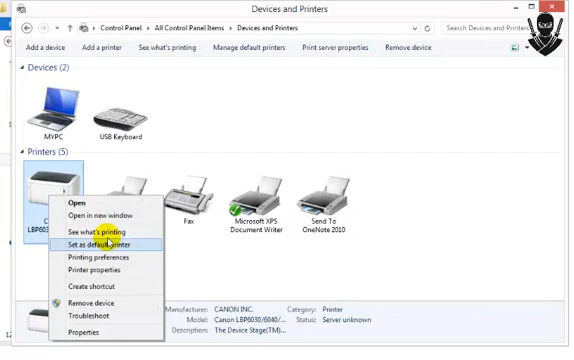 Devices and Printers
Control Panel
All Control Panel Items
Devices and Printers
Search Devices and Printers
Add a device
Add a printer
See what's printing
Manage default printers
Print server properties
Remove device
Devices (2)
MYPC
USB Keyboard
Printers (5)
LBP6030
Fax
Microsoft XPS
Document Writer
Send To
OneNote 2010
Open
Open in new window
See what's printing
Set as default printer
Printing preferences
Printer properties
Create shortcut
Remove device
Troubleshoot
Properties
Manufacturer: CANON INC.
Category: Printer
Model: Canon LBP6030/6040/...
Status: Server unknown
Description: The Device Stage(TM)...